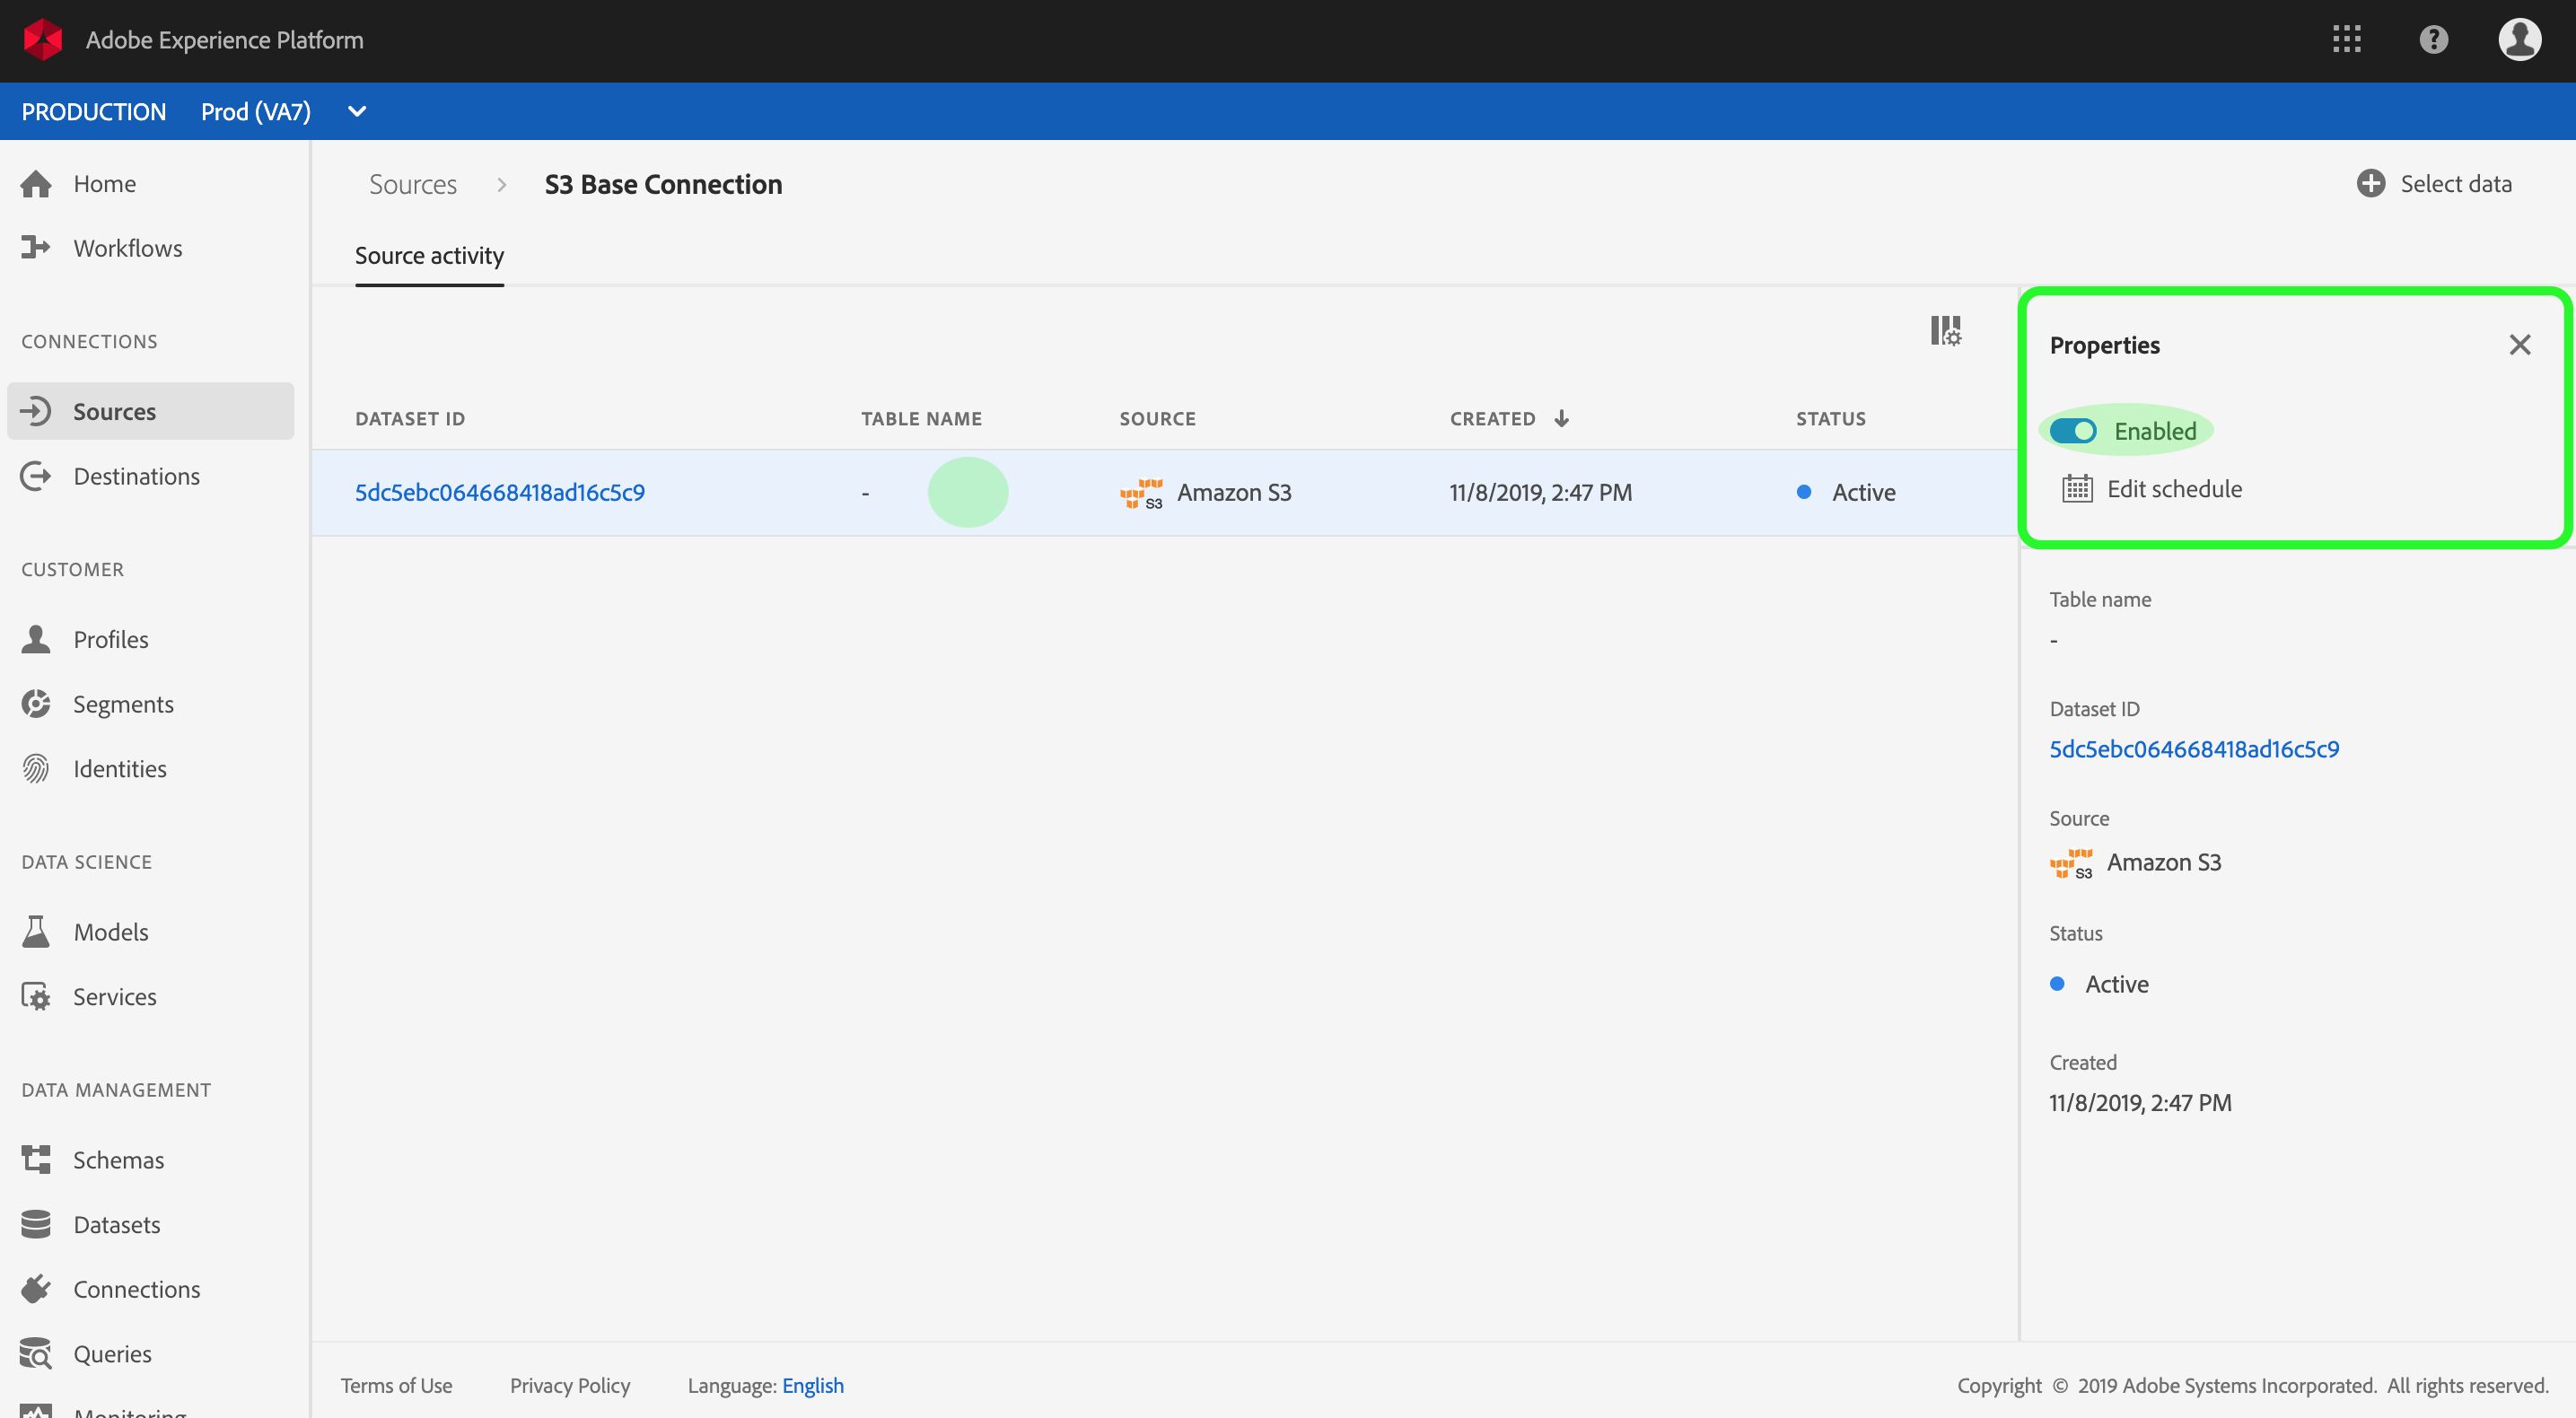 Adobe Experience Platform
PRODUCTION Prod (VA7)
Home
Workflows
CONNECTIONS
Sources
Destinations
CUSTOMER
Profiles
Segments
Identities
DATA SCIENCE
Models
Services
DATA MANAGEMENT
Schemas
Datasets
Connections
Queries
Monitoring
Sources > S3 Base Connection
Select data
Source activity
DATASET ID TABLE NAME SOURCE CREATED ↓ STATUS
5dc5ebc064668418ad16c5c9 - S3 Amazon S3 11/8/2019, 2:47 PM Active
Properties
Enabled
Edit schedule
Table name
-
Dataset ID
5dc5ebc064668418ad16c5c9
Source
S3 Amazon S3
Status
Active
Created
11/8/2019, 2:47 PM
Terms of Use Privacy Policy Language: English
Copyright © 2019 Adobe Systems Incorporated. All rights reserved.